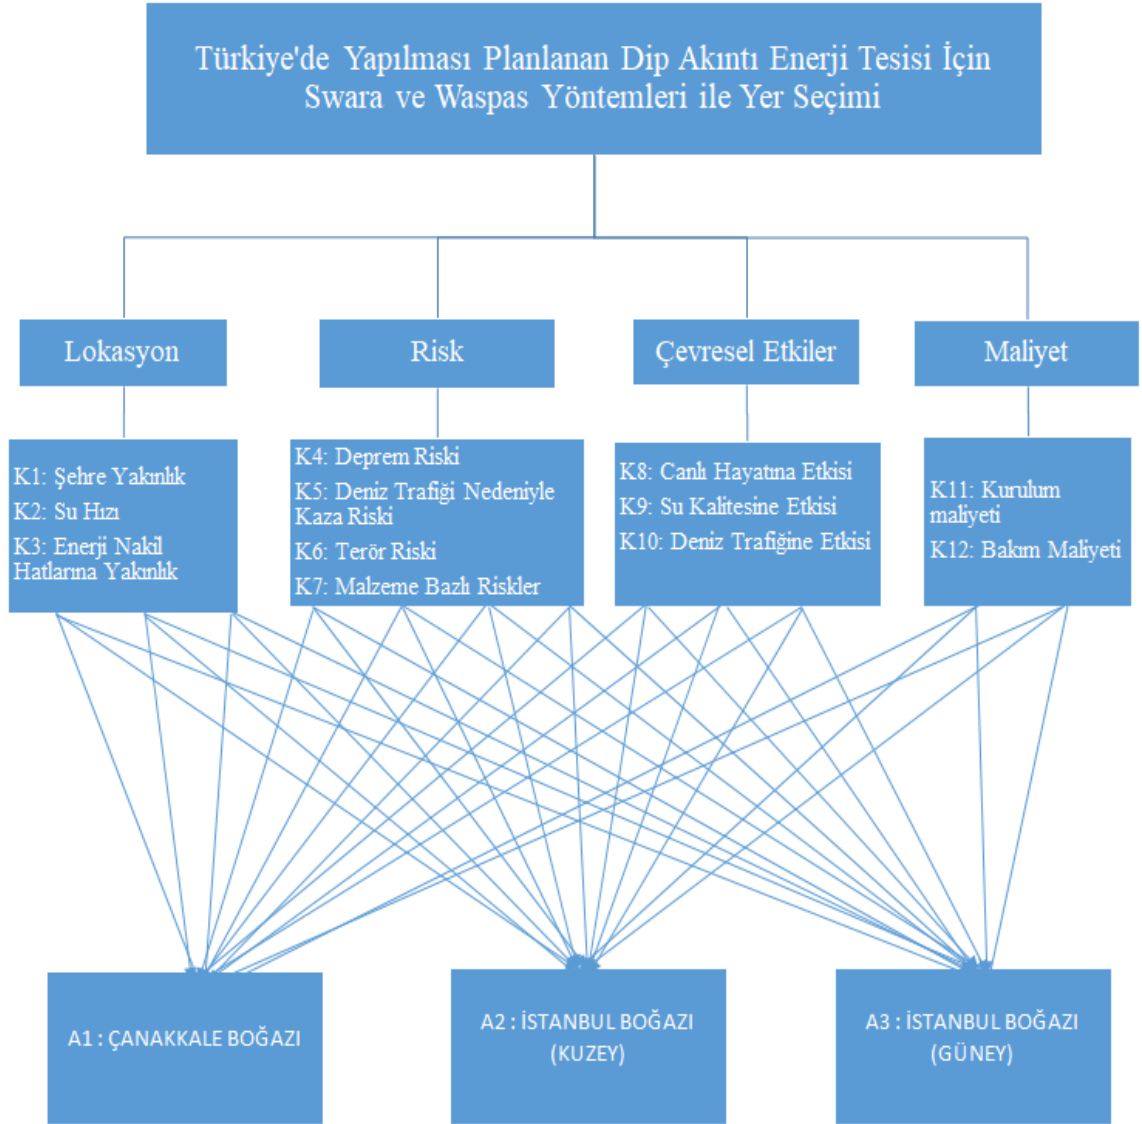 Türkiye'de Yapılması Planlanan Dip Akıntı Enerji Tesisi İçin
Swara ve Waspas Yöntemleri ile Yer Seçimi
Lokasyon
Risk
Çevresel Etkiler
Maliyet
K1: Şehre Yakınlık
K2: Su Hızı
K3: Enerji Nakil
Hatlarına Yakınlık
K4: Deprem Riski
K5: Deniz Trafiği Nedeniyle
Kaza Riski
K6: Terör Riski
K7: Malzeme Bazlı Riskler
K8: Canlı Hayatına Etkisi
K9: Su Kalitesine Etkisi
K10: Deniz Trafiğine Etkisi
K11: Kurulum
maliyeti
K12: Bakım Maliyeti
A1 : ÇANAKKALE BOĞAZI
A2 : İSTANBUL BOĞAZI
(KUZEY)
A3 : İSTANBUL BOĞAZI
(GÜNEY)